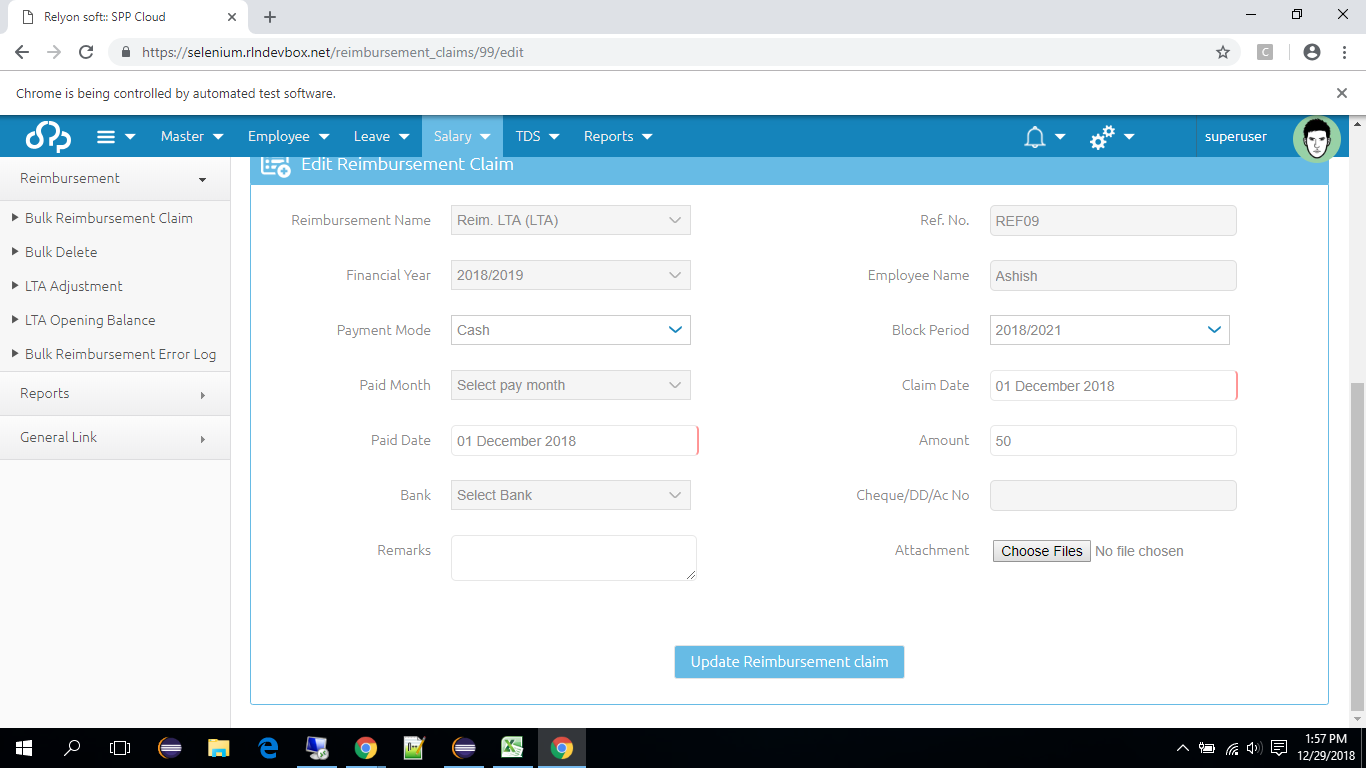 Relyon soft:: SPP Cloud
https://selenium.rlndevbox.net/reimbursement_claims/99/edit
C
Chrome is being controlled by automated test software.
spp
Master
Employee
Leave
Salary
TDS
Reports
superuser
Reimbursement
Bulk Reimbursement Claim
Bulk Delete
LTA Adjustment
LTA Opening Balance
Bulk Reimbursement Error Log
Reports
General Link
Edit Reimbursement Claim
Reimbursement Name Reim. LTA (LTA) Ref. No. REF09
Financial Year 2018/2019 Employee Name Ashish
Payment Mode Cash Block Period 2018/2021
Paid Month Select pay month Claim Date 01 December 2018
Paid Date 01 December 2018 Amount 50
Bank Select Bank Cheque/DD/Ac No
Remarks Attachment Choose Files No file chosen
Update Reimbursement claim
1:57 PM
12/29/2018